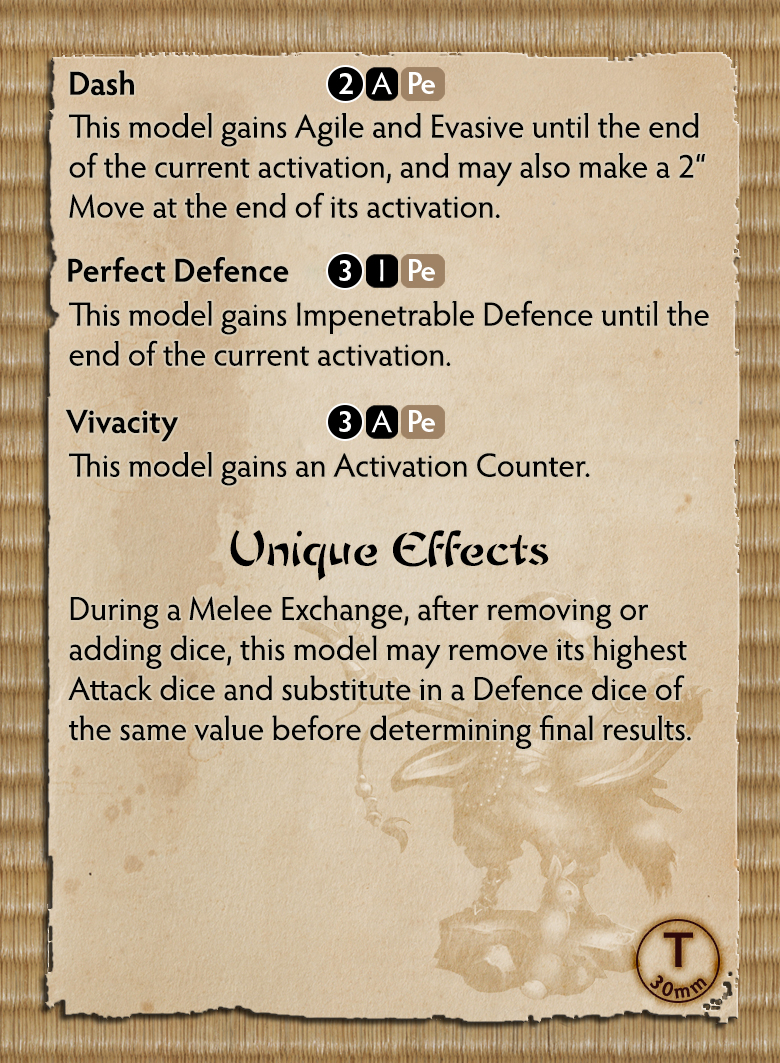 Dash 2 A Pe
This model gains Agile and Evasive until the end
of the current activation, and may also make a 2"
Move at the end of its activation.
Perfect Defence 3 I Pe
This model gains Impenetrable Defence until the
end of the current activation.
Vivacity 3 A Pe
This model gains an Activation Counter.
Unique Effects
During a Melee Exchange, after removing or
adding dice, this model may remove its highest
Attack dice and substitute in a Defence dice of
the same value before determining final results.
T
30mm